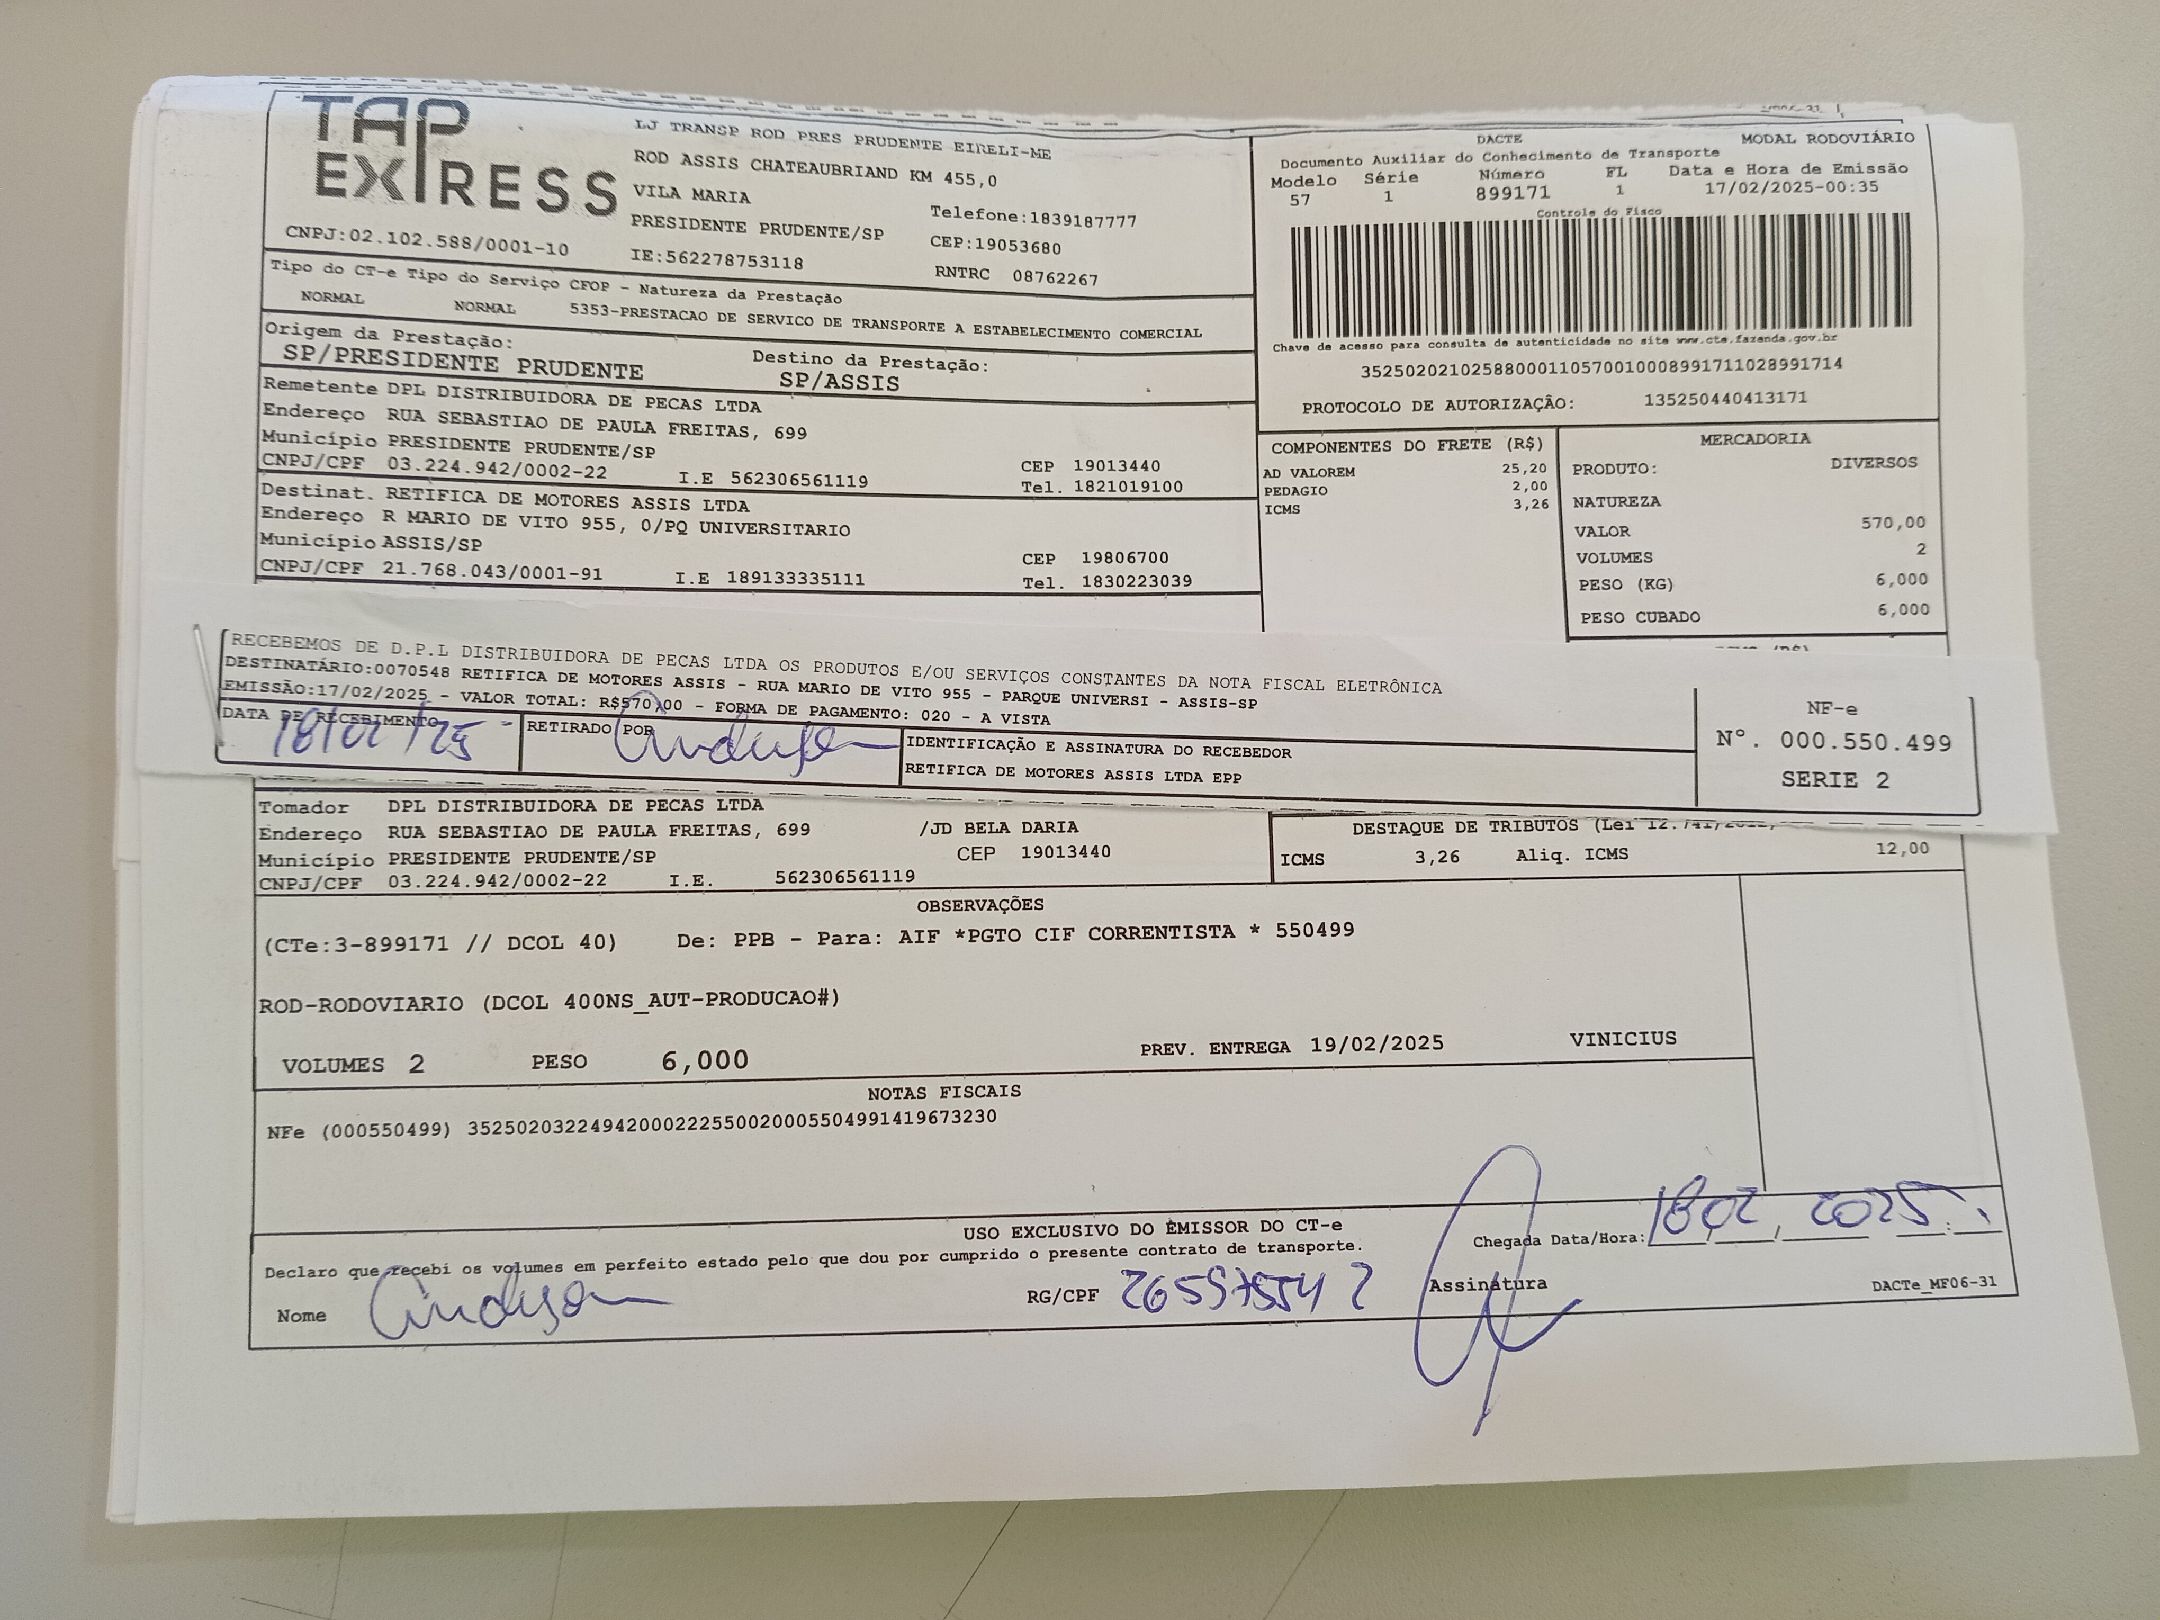 TAP
EXPRESS
CNPJ:02.102.588/0001-10
LJ TRANSP ROD PRES PRUDENTE EIRELI-ME
ROD ASSIS CHATEAUBRIAND KM 455,0
VILA MARIA
Telefone:1839187777
PRESIDENTE PRUDENTE/SP
CEP:19053680
IE:562278753118
RNTRC 08762267
DACTE MODAL RODOVIÁRIO
Documento Auxiliar do Conhecimento de Transporte
Modelo Série Número FL Data e Hora de Emissão
57 1 899171 1 17/02/2025-00:35
Controle do Fisco
Chave de acesso para consulta de autenticidade no site www.cte.fazenda.gov.br
35250202102588000110570010008991711028991714
PROTOCOLO DE AUTORIZAÇÂO: 135250440413171
Tipo do CT-e Tipo do Serviço CFOP - Natureza da Prestação
NORMAL NORMAL 5353-PRESTACAO DE SERVICO DE TRANSPORTE A ESTABELECIMENTO COMERCIAL
Origem da Prestação: Destino da Prestação:
SP/PRESIDENTE PRUDENTE SP/ASSIS
Remetente DPL DISTRIBUIDORA DE PECAS LTDA
Endereço RUA SEBASTIAO DE PAULA FREITAS, 699
Município PRESIDENTE PRUDENTE/SP CEP 19013440
CNPJ/CPF 03.224.942/0002-22 I.E 562306561119 Tel. 1821019100
Destinat. RETIFICA DE MOTORES ASSIS LTDA
Endereço R MARIO DE VITO 955, 0/PQ UNIVERSITARIO
Município ASSIS/SP CEP 19806700
CNPJ/CPF 21.768.043/0001-91 I.E 189133335111 Tel. 1830223039
COMPONENTES DO FRETE (R$)
AD VALOREM 25,20
PEDAGIO 2,00
ICMS 3,26
MERCADORIA
PRODUTO: DIVERSOS
NATUREZA
VALOR 570,00
VOLUMES 2
PESO (KG) 6,000
PESO CUBADO 6,000
RECEBEMOS DE D.P.L DISTRIBUIDORA DE PECAS LTDA OS PRODUTOS E/OU SERVIÇOS CONSTANTES DA NOTA FISCAL ELETRÔNICA
DESTINATÁRIO:0070548 RETIFICA DE MOTORES ASSIS - RUA MARIO DE VITO 955 - PARQUE UNIVERSI - ASSIS-SP
EMISSÃO:17/02/2025 - VALOR TOTAL: R$570,00 - FORMA DE PAGAMENTO: 020 - A VISTA
DATA DE RECEBIMENTO RETIRADO POR IDENTIFICAÇÃO E ASSINATURA DO RECEBEDOR
18/02/25 Anderson RETIFICA DE MOTORES ASSIS LTDA EPP
NF-e
Nº. 000.550.499
SERIE 2
Tomador DPL DISTRIBUIDORA DE PECAS LTDA
Endereço RUA SEBASTIAO DE PAULA FREITAS, 699 /JD BELA DARIA
Município PRESIDENTE PRUDENTE/SP CEP 19013440
CNPJ/CPF 03.224.942/0002-22 I.E. 562306561119
DESTAQUE DE TRIBUTOS (Lei
ICMS 3,26 Aliq. ICMS 12,00
OBSERVAÇÕES
(CTe:3-899171 // DCOL 40) De: PPB - Para: AIF *PGTO CIF CORRENTISTA * 550499
ROD-RODOVIARIO (DCOL 400NS_AUT-PRODUCAO#)
VOLUMES 2 PESO 6,000 PREV. ENTREGA 19/02/2025 VINICIUS
NOTAS FISCAIS
NFe (000550499) 35250203224942000222550020005504991419673230
USO EXCLUSIVO DO EMISSOR DO CT-e
Declaro que recebi os volumes em perfeito estado pelo que dou por cumprido o presente contrato de transporte.
Chegada Data/Hora: 18 02 2025
Nome Anderson RG/CPF Assinatura
DACTe_MF06-31